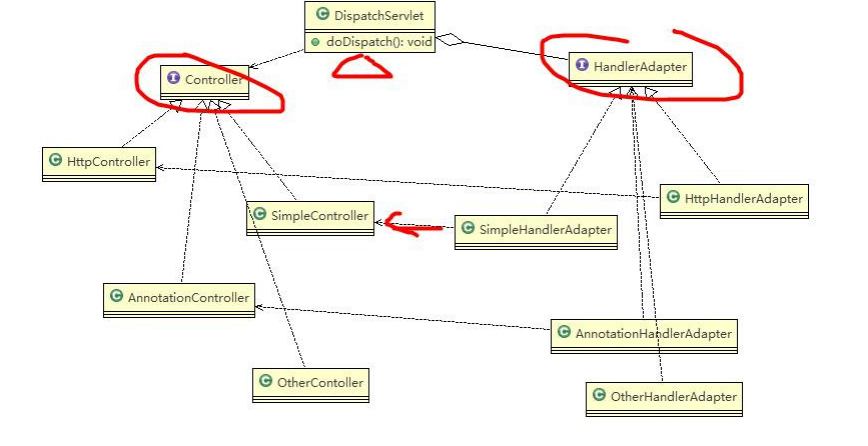 DispatchServlet
doDispatch(): void
Controller
HandlerAdapter
HttpController
HttpHandlerAdapter
SimpleController
SimpleHandlerAdapter
AnnotationController
AnnotationHandlerAdapter
OtherContoller
OtherHandlerAdapter